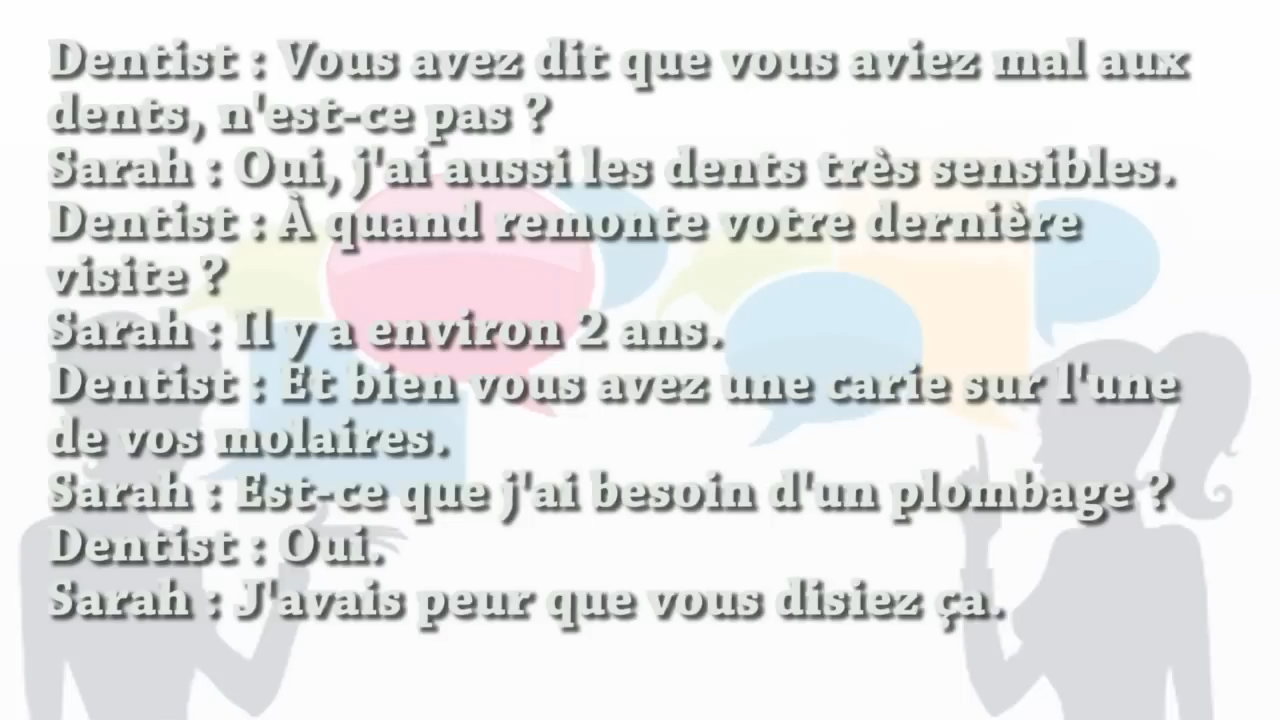 Dentist : Vous avez dit que vous aviez mal aux
dents, n'est-ce pas ?
Sarah : Oui, j'ai aussi les dents très sensibles.
Dentist : À quand remonte votre dernière
visite ?
Sarah : Il y a environ 2 ans.
Dentist : Et bien vous avez une carie sur l'une
de vos molaires.
Sarah : Est-ce que j'ai besoin d'un plombage ?
Dentist : Oui.
Sarah : J'avais peur que vous disiez ça.